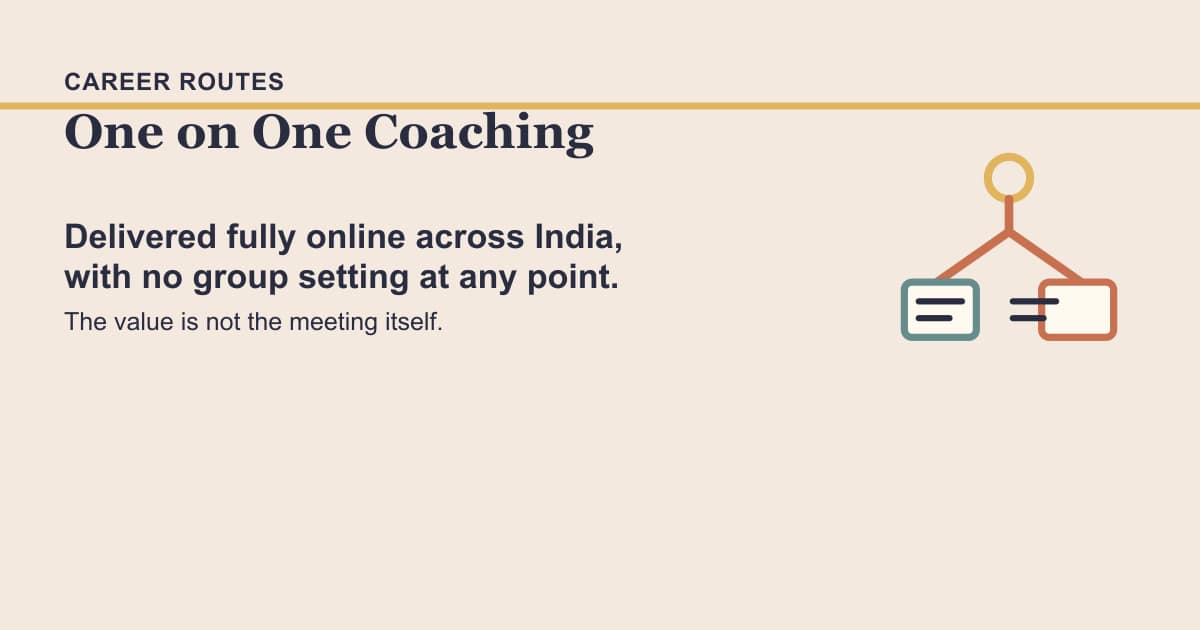 CAREER ROUTES
One on One Coaching
Delivered fully online across India,
with no group setting at any point.
The value is not the meeting itself.